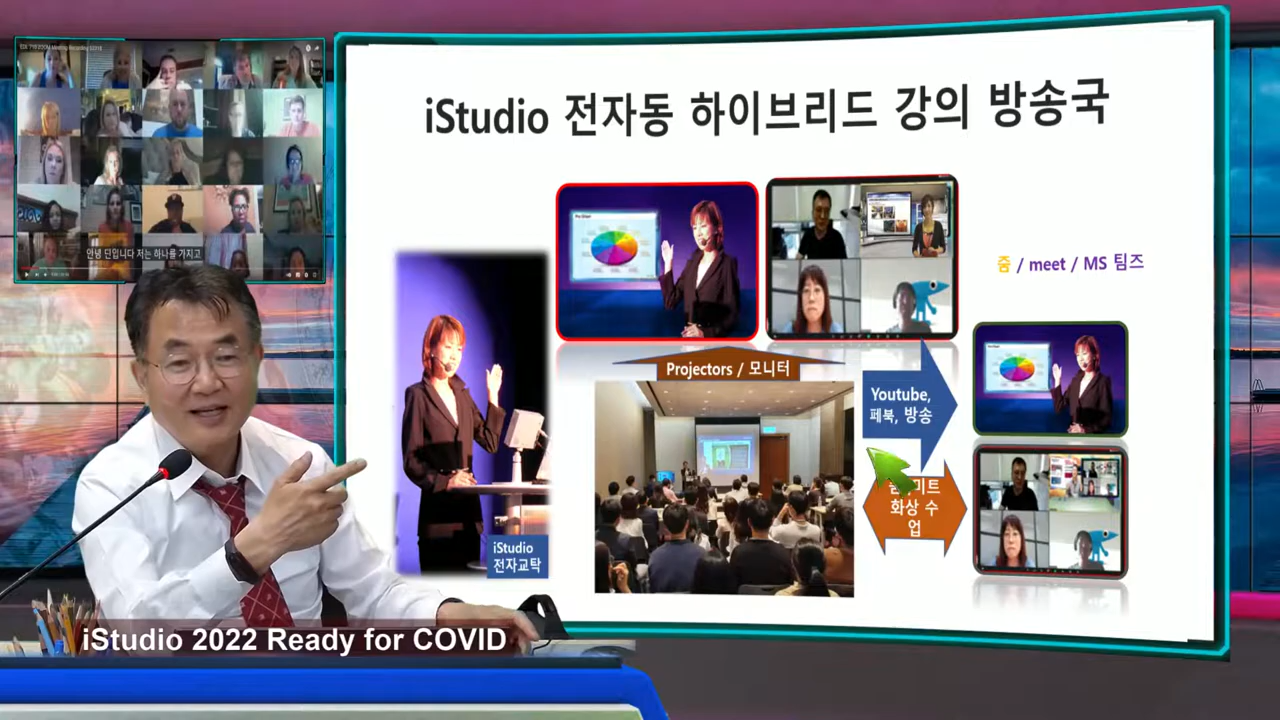 iStudio 전자동 하이브리드 강의 방송국
안녕 딘입니다 저는 하나를 가지고
줌 / meet / MS 팀즈
Projectors / 모니터
Youtube,
페북, 방송
화상 수
업
iStudio
전자교탁
iStudio 2022 Ready for COVID